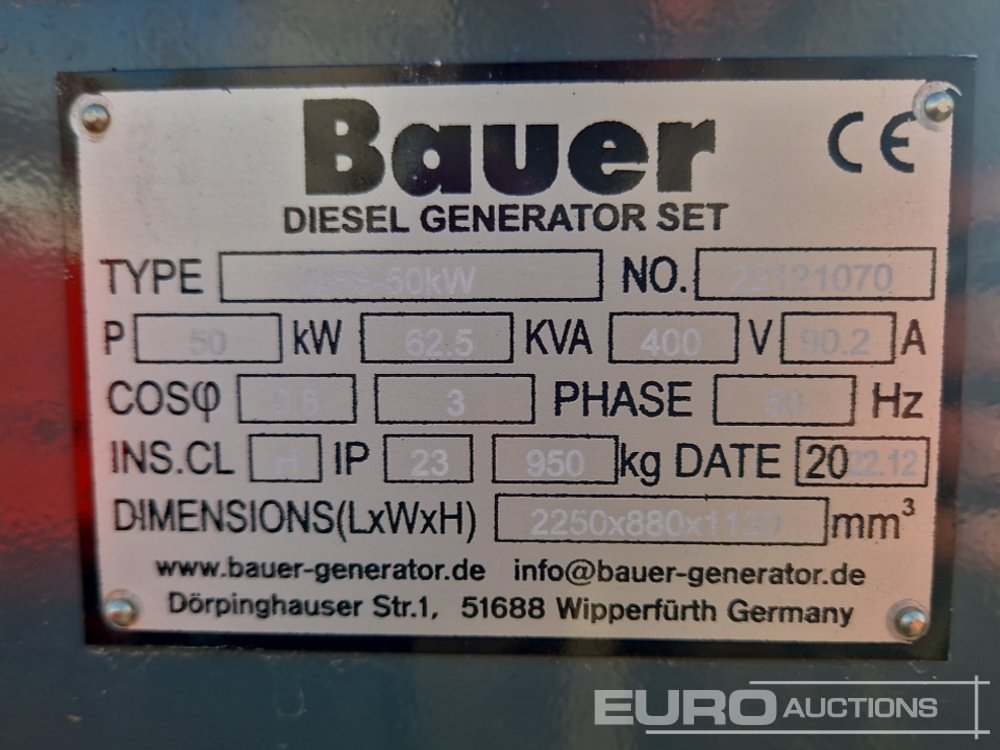 Bauer CE
DIESEL GENERATOR SET
TYPE NO. 22121070
P 50 kW 62.5 KVA 400 V 90.2 A
COSφ 3 PHASE 50 Hz
INS.CL H IP 23 950 kg DATE 2022.12
DIMENSIONS(LxWxH) mm³
www.bauer-generator.de info@bauer-generator.de
Dörpinghauser Str.1, 51688 Wipperfürth Germany
EURO AUCTIONS